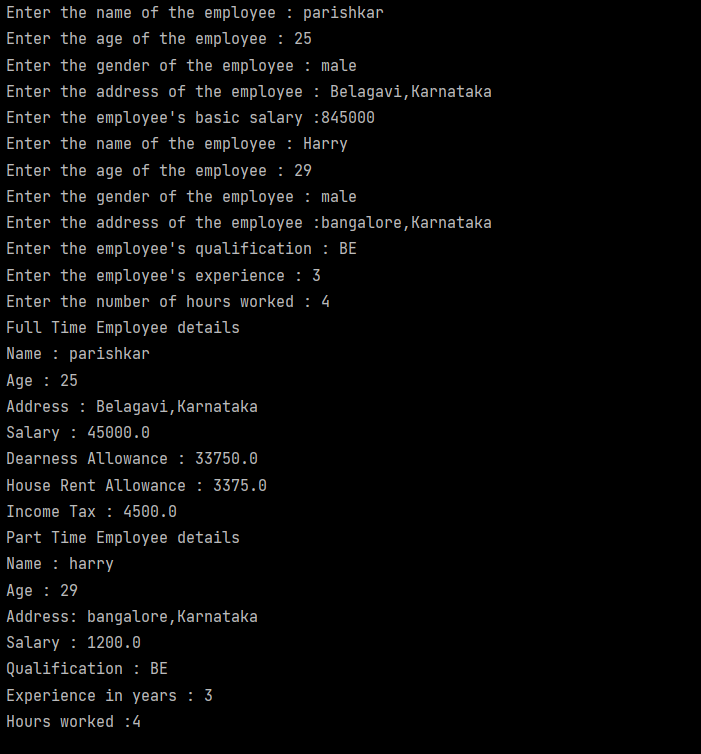 Enter the name of the employee : parishkar
Enter the age of the employee : 25
Enter the gender of the employee : male
Enter the address of the employee : Belagavi,Karnataka
Enter the employee's basic salary :845000
Enter the name of the employee : Harry
Enter the age of the employee : 29
Enter the gender of the employee : male
Enter the address of the employee :bangalore,Karnataka
Enter the employee's qualification : BE
Enter the employee's experience : 3
Enter the number of hours worked : 4
Full Time Employee details
Name : parishkar
Age : 25
Address : Belagavi,Karnataka
Salary : 45000.0
Dearness Allowance : 33750.0
House Rent Allowance : 3375.0
Income Tax : 4500.0
Part Time Employee details
Name : harry
Age : 29
Address: bangalore,Karnataka
Salary : 1200.0
Qualification : BE
Experience in years : 3
Hours worked :4